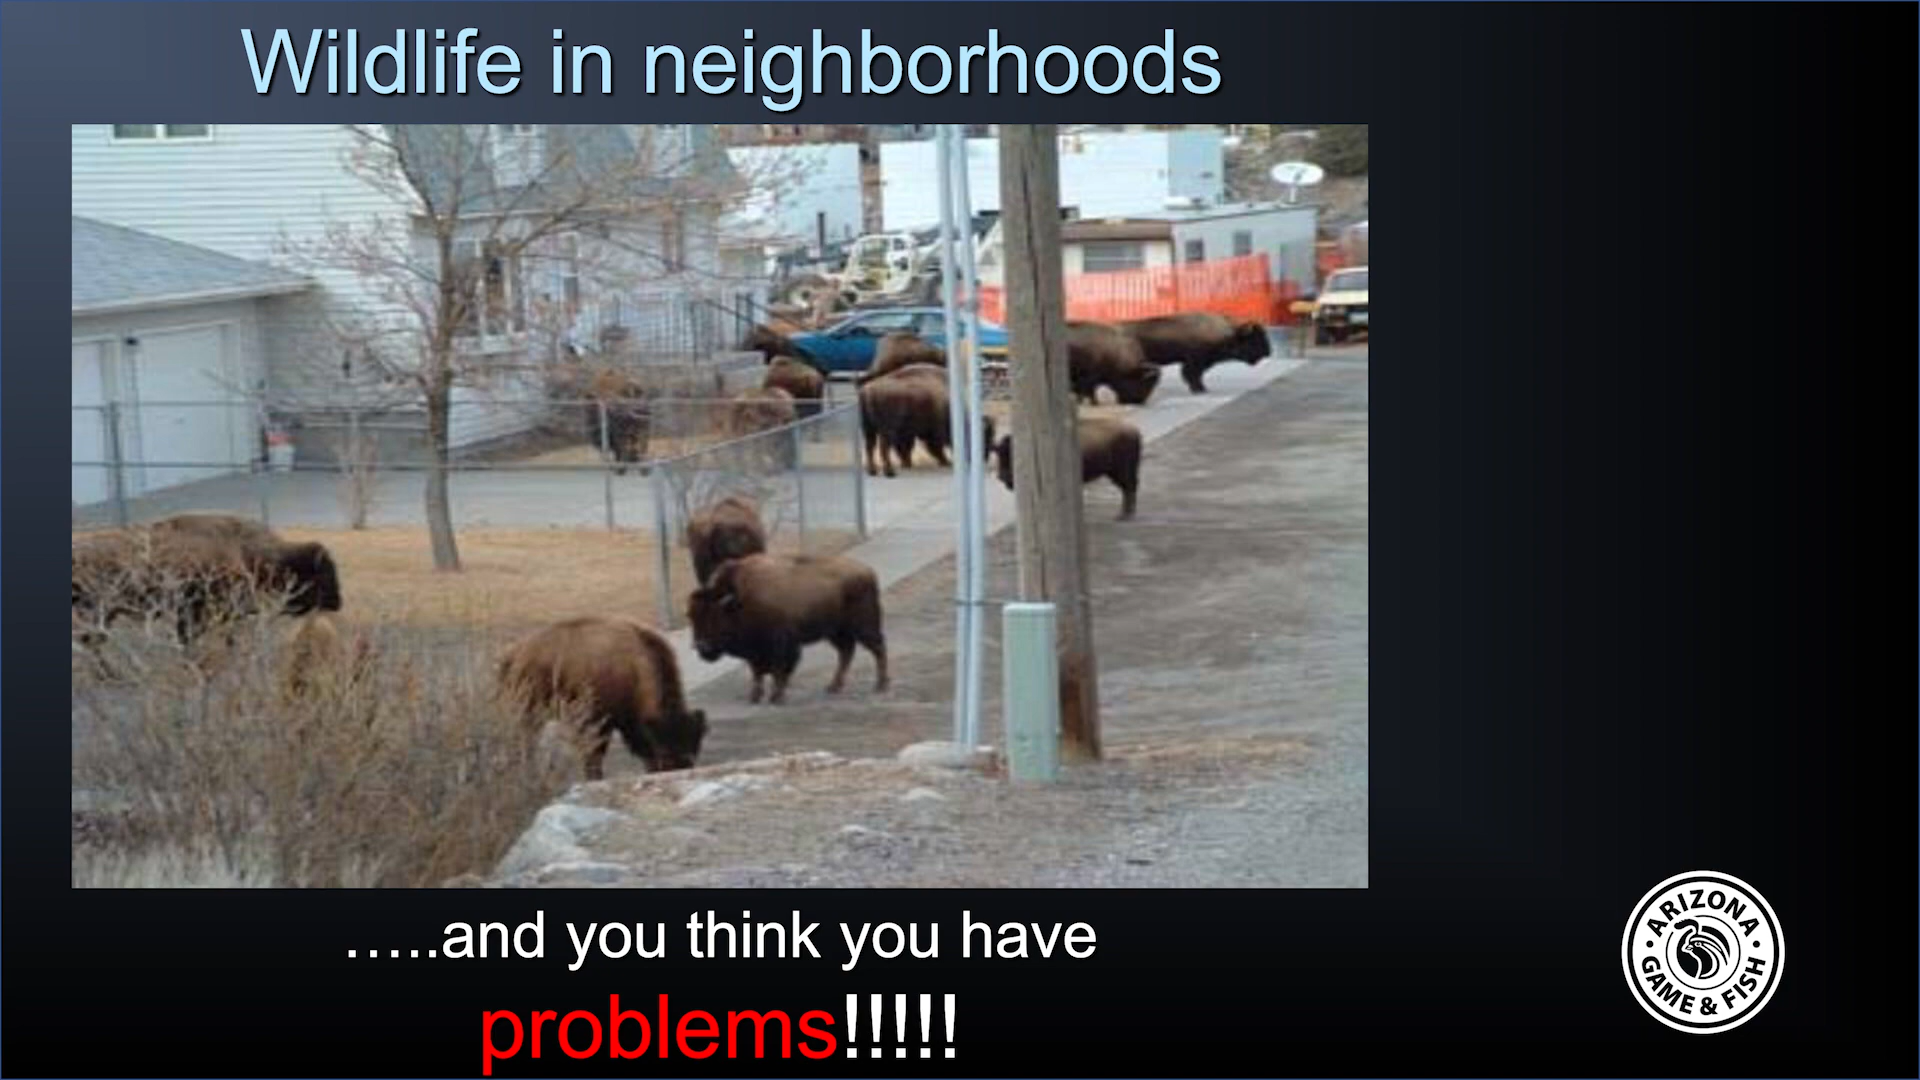 Wildlife in neighborhoods
…..and you think you have
problems!!!!!
ARIZONA
GAME & FISH